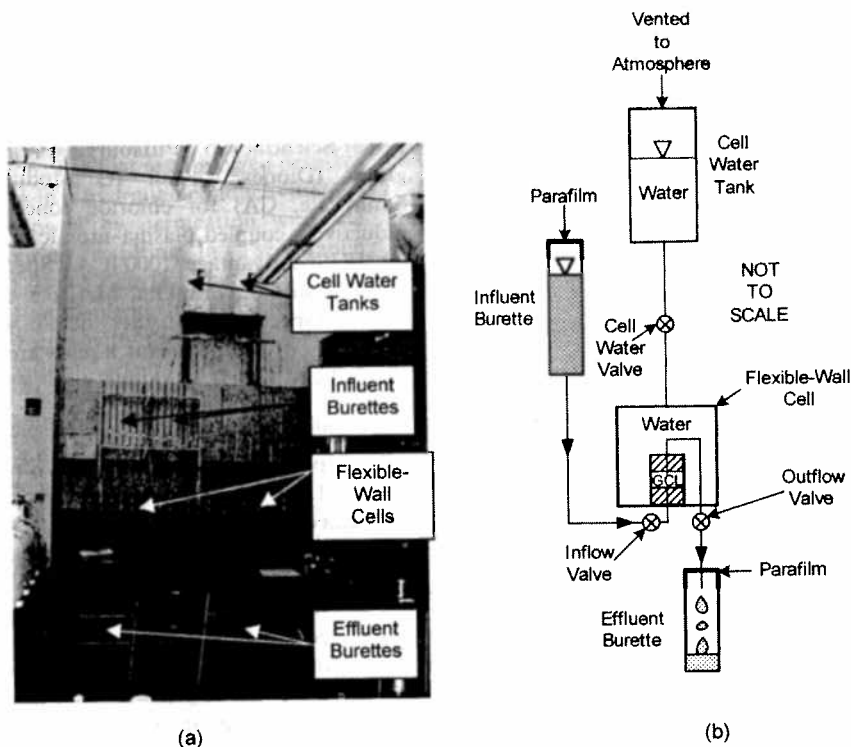 Cell Water
Tanks
Influent
Burettes
Flexible-
Wall
Cells
Effluent
Burettes
(a)
Vented
to
Atmosphere
Cell
Water
Tank
Water
Parafilm
Influent
Burette
NOT
TO
SCALE
Cell
Water
Valve
Flexible-Wall
Cell
Water
GCL
Outflow
Valve
Inflow
Valve
Parafilm
Effluent
Burette
(b)